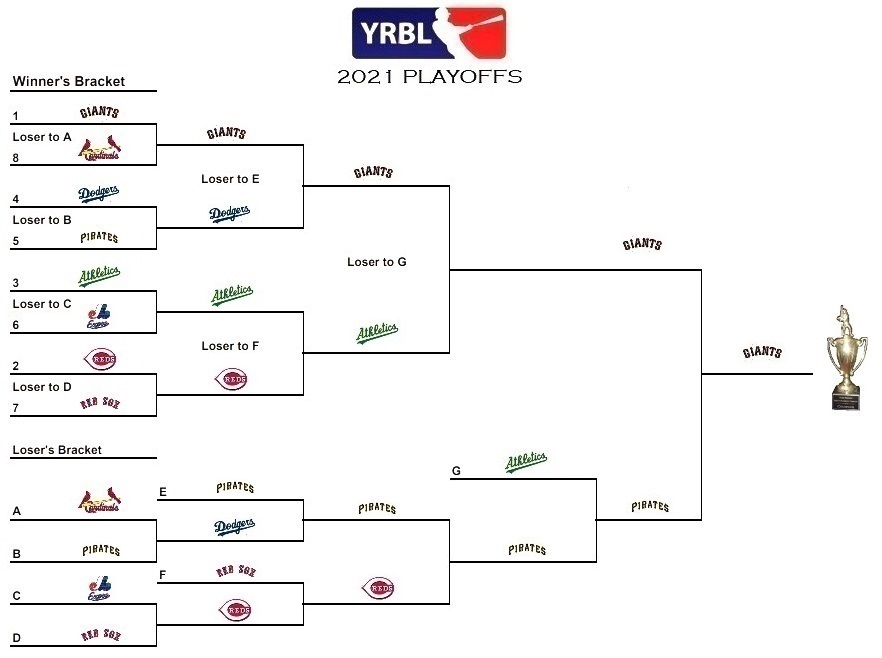 YRBL
2021 PLAYOFFS
Winner's Bracket
1 GIANTS
Loser to A
8 Cardinals
4 Dodgers
Loser to B
5 PIRATES
3 Athletics
Loser to C
6 Expos
2 REDS
Loser to D
7 RED SOX
GIANTS
Loser to E
Dodgers
Athletics
Loser to F
REDS
GIANTS
Loser to G
Athletics
GIANTS
GIANTS
Loser's Bracket
A Cardinals
B PIRATES
C Expos
D RED SOX
E PIRATES
Dodgers
F RED SOX
REDS
PIRATES
REDS
G Athletics
PIRATES
PIRATES